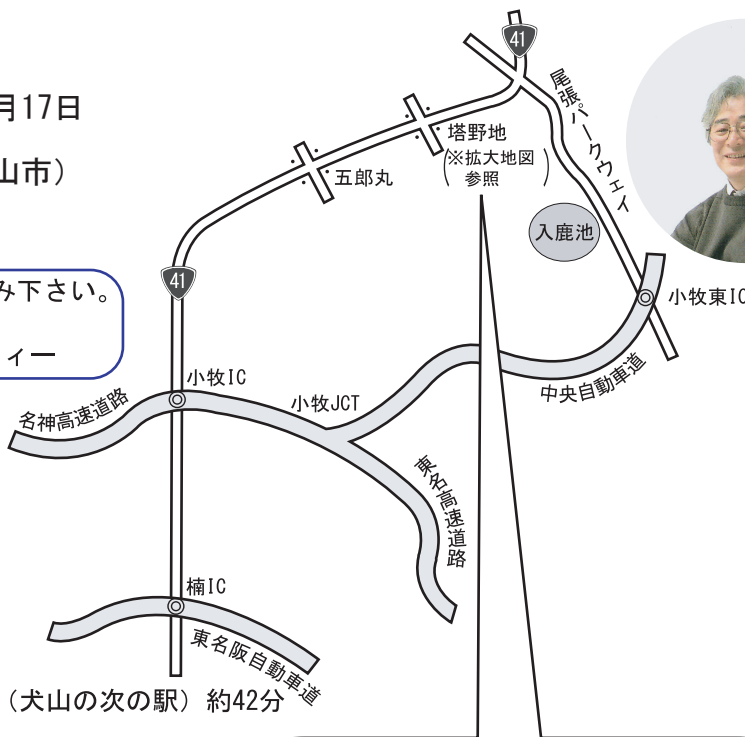 41
月17日
尾張パークウェイ
塔野地
(※拡大地図
参照)
山市)
五郎丸
入鹿池
41
み下さい。
小牧東IC
ィー
小牧IC
小牧JCT
中央自動車道
名神高速道路
東名高速道路
楠IC
東名阪自動車道
(犬山の次の駅) 約42分